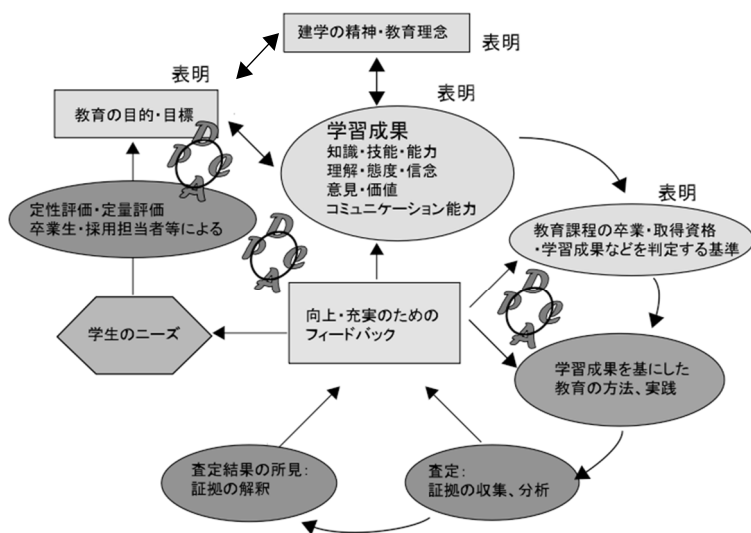 建学の精神・教育理念
表明
表明
教育の目的・目標
表明
学習成果
知識・技能・能力
理解・態度・信念
意見・価値
コミュニケーション能力
P D C A
定性評価・定量評価
卒業生・採用担当者等による
表明
教育課程の卒業・取得資格
・学習成果などを判定する基準
P D C A
P D C A
向上・充実のための
フィードバック
学生のニーズ
学習成果を基にした
教育の方法、実践
査定結果の所見:
証拠の解釈
査定:
証拠の収集、分析